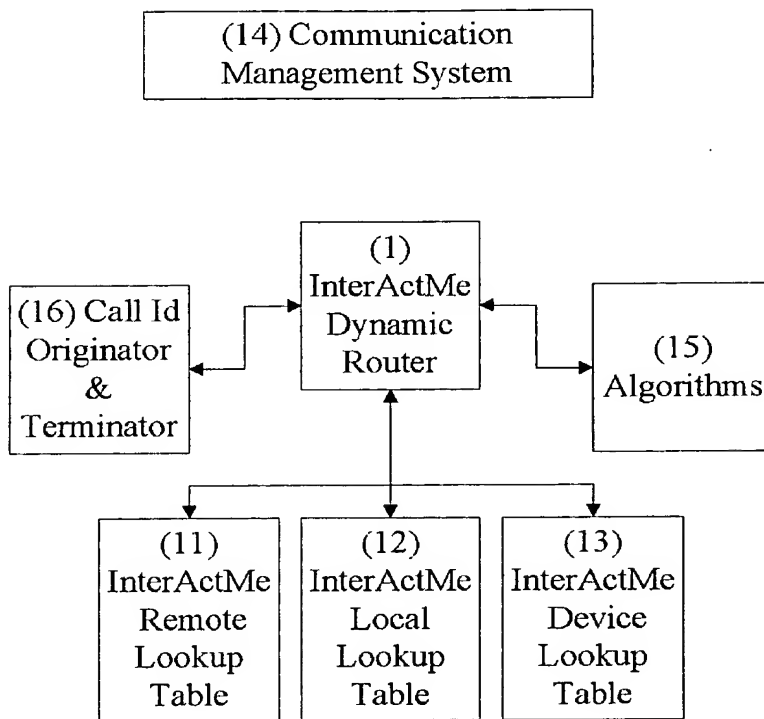 (14) Communication
Management System
(1)
InterActMe
Dynamic
Router
(16) Call Id
Originator
&
Terminator
(15)
Algorithms
(11)
InterActMe
Remote
Lookup
Table
(12)
InterActMe
Local
Lookup
Table
(13)
InterActMe
Device
Lookup
Table